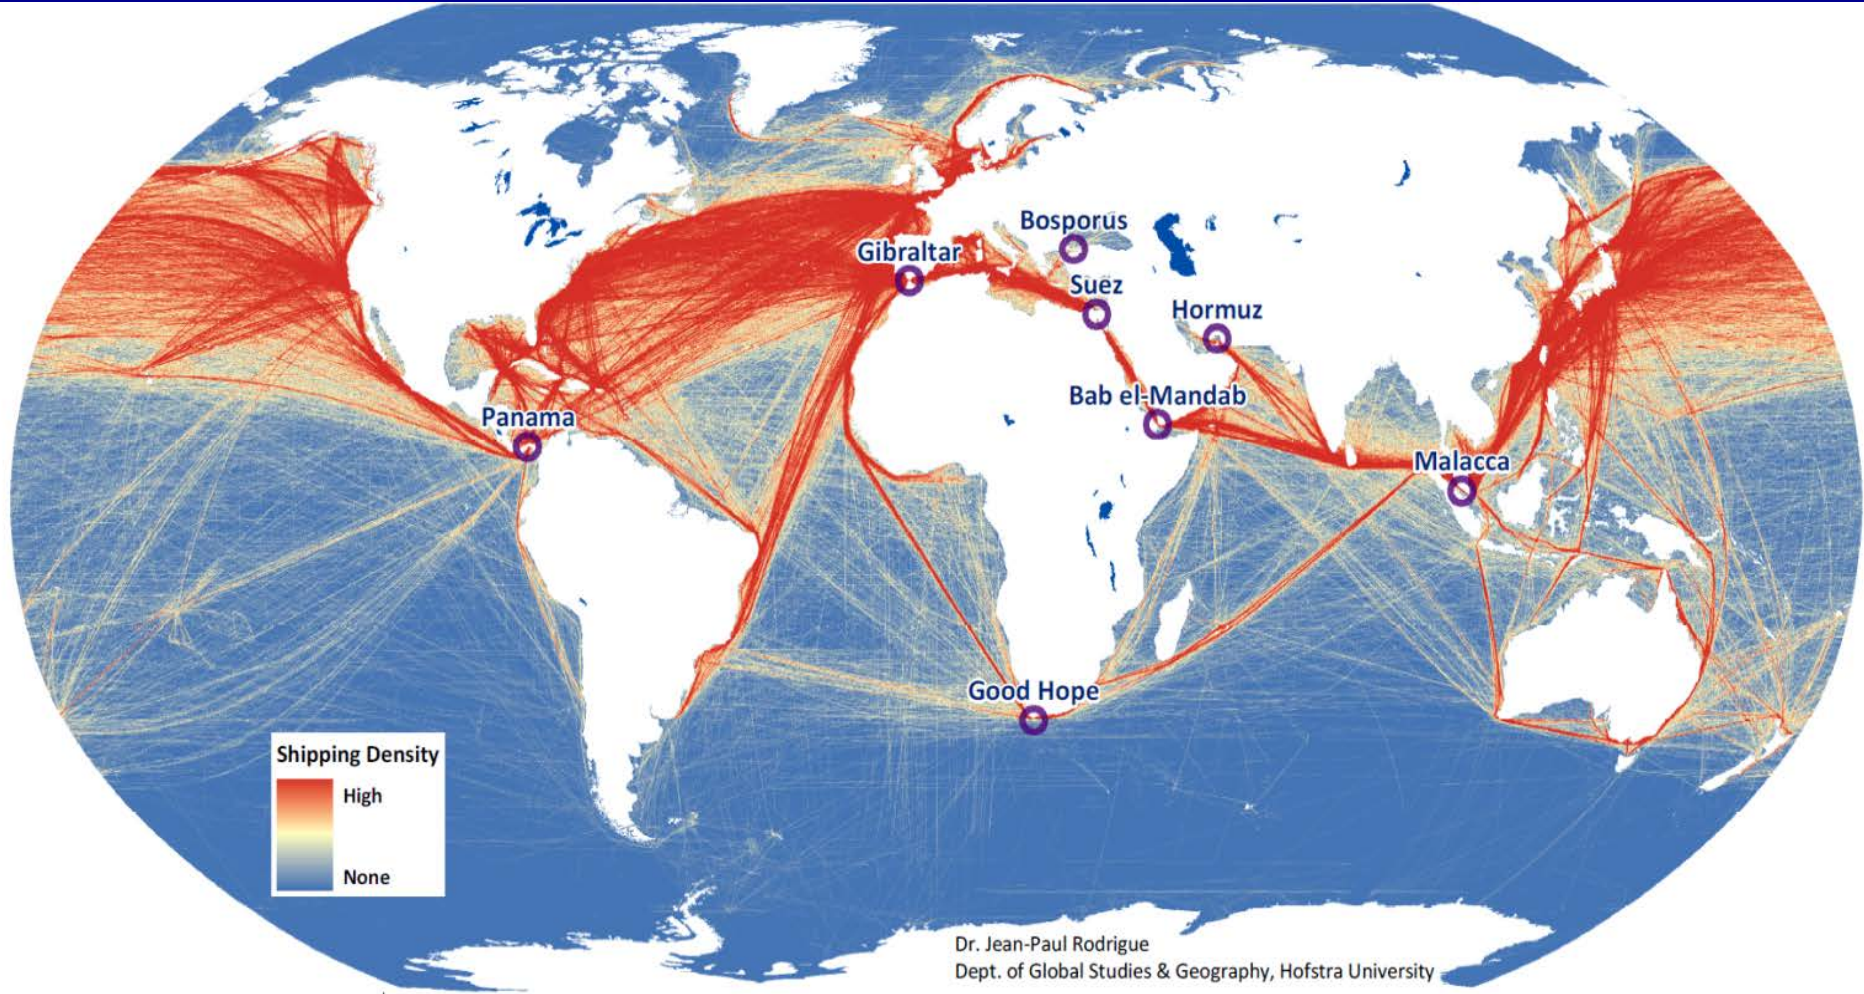 Bosporus
Gibraltar
Suez
Hormuz
Bab el-Mandab
Panama
Malacca
Good Hope
Shipping Density
High
None
Dr. Jean-Paul Rodrigue
Dept. of Global Studies & Geography, Hofstra University